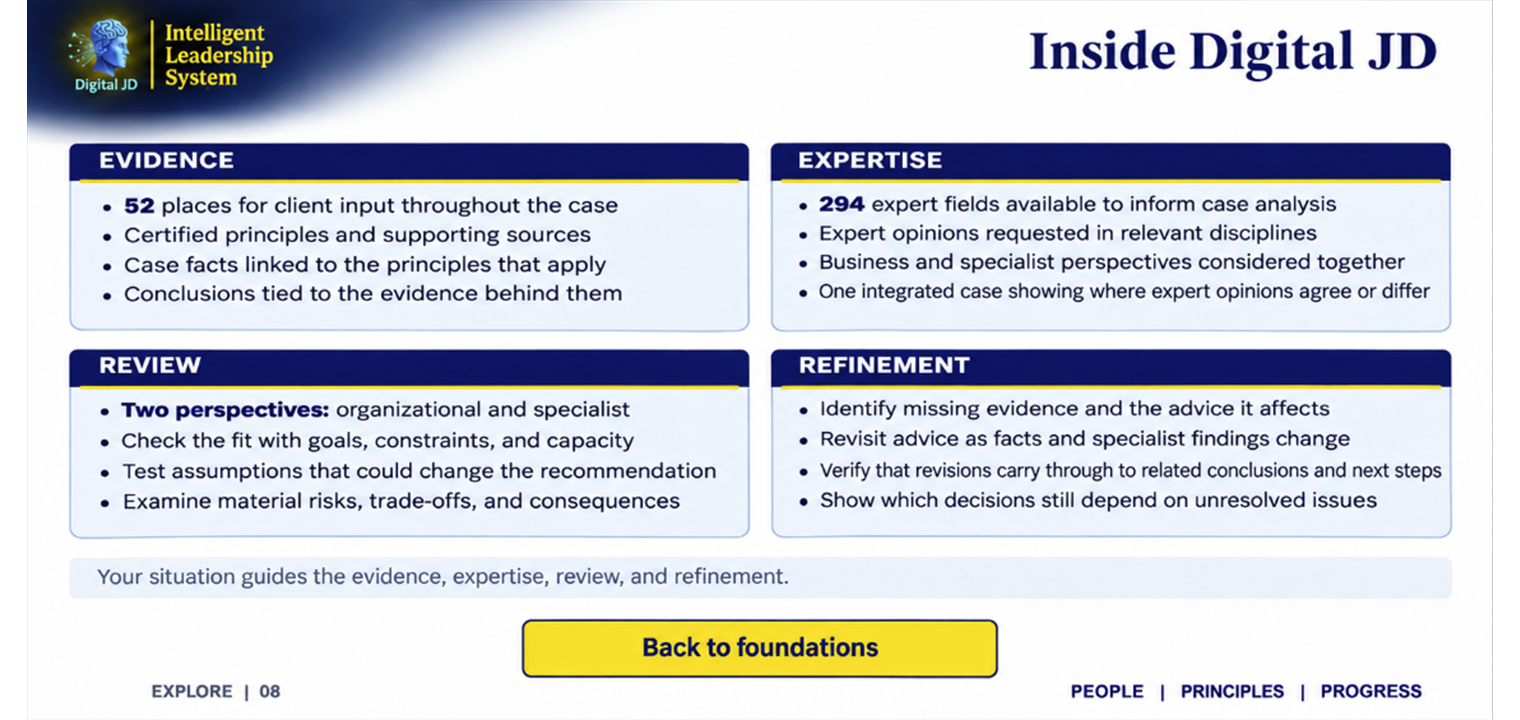 Digital JD
Intelligent
Leadership
System
Inside Digital JD
EVIDENCE
• 52 places for client input throughout the case
• Certified principles and supporting sources
• Case facts linked to the principles that apply
• Conclusions tied to the evidence behind them
EXPERTISE
• 294 expert fields available to inform case analysis
• Expert opinions requested in relevant disciplines
• Business and specialist perspectives considered together
• One integrated case showing where expert opinions agree or differ
REVIEW
• Two perspectives: organizational and specialist
• Check the fit with goals, constraints, and capacity
• Test assumptions that could change the recommendation
• Examine material risks, trade-offs, and consequences
REFINEMENT
• Identify missing evidence and the advice it affects
• Revisit advice as facts and specialist findings change
• Verify that revisions carry through to related conclusions and next steps
• Show which decisions still depend on unresolved issues
Your situation guides the evidence, expertise, review, and refinement.
Back to foundations
EXPLORE | 08
PEOPLE | PRINCIPLES | PROGRESS